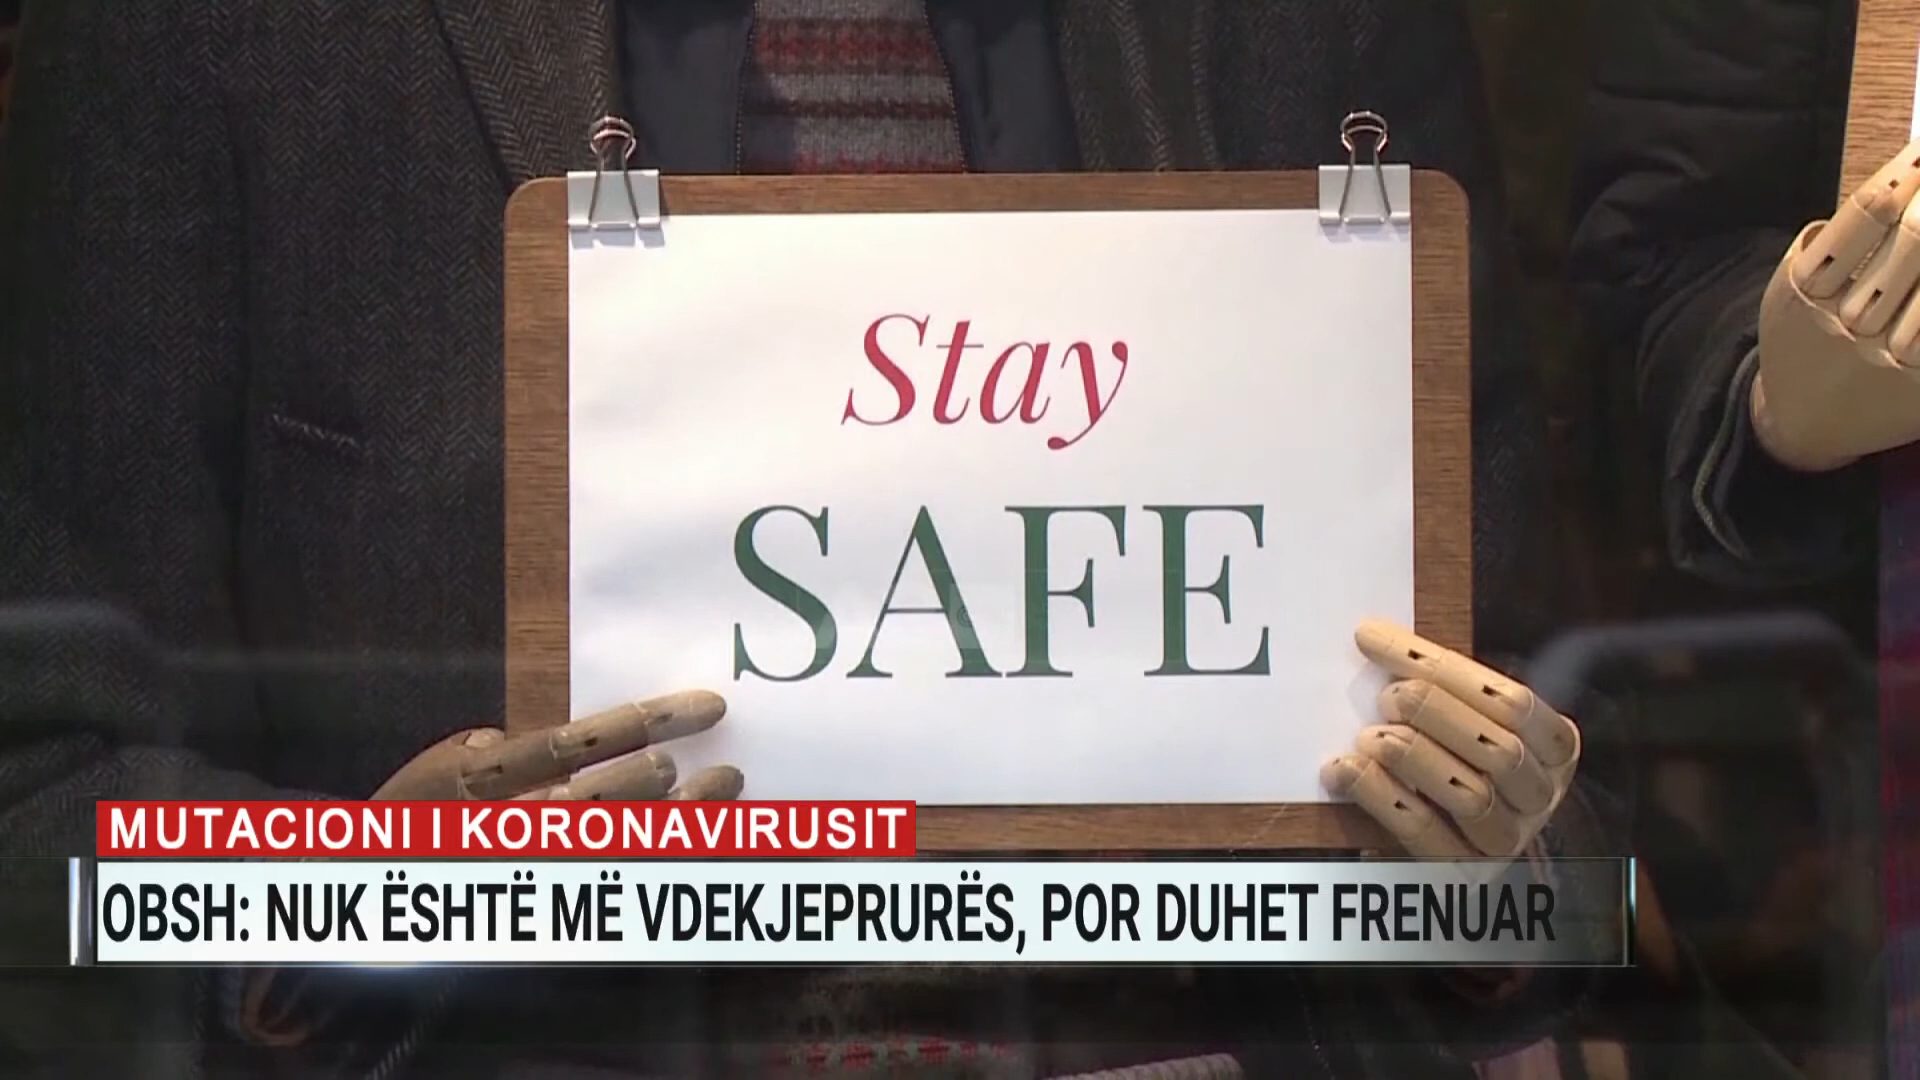 Stay
SAFE
MUTACIONI I KORONAVIRUSIT
OBSH: NUK ËSHTË MË VDEKJEPRURËS, POR DUHET FRENUAR